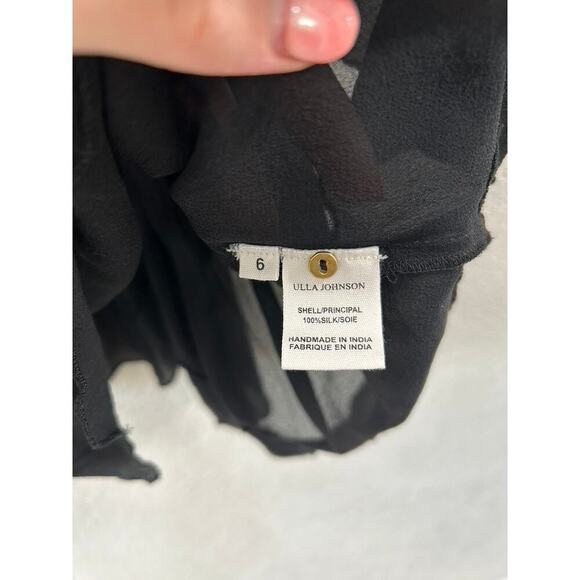 6
ULLA JOHNSON
SHELL/PRINCIPAL
100%SILK/SOIE
HANDMADE IN INDIA
FABRIQUE EN INDIA